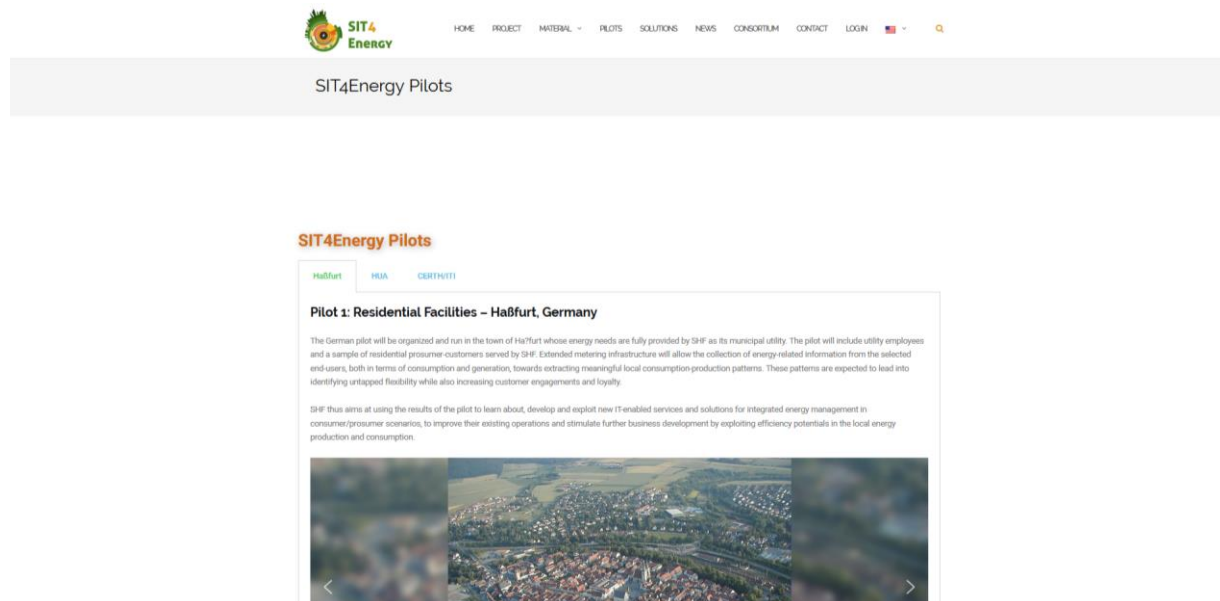 SIT4
Energy
HOME PROJECT MATERIAL PILOTS SOLUTIONS NEWS CONSORTIUM CONTACT LOGIN
SIT4Energy Pilots
SIT4Energy Pilots
Haßfurt HUA CERTH/ITI
Pilot 1: Residential Facilities – Haßfurt, Germany
The German pilot will be organized and run in the town of Ha?furt whose energy needs are fully provided by SHF as its municipal utility. The pilot will include utility employees
and a sample of residential prosumer-customers served by SHF. Extended metering infrastructure will allow the collection of energy-related information from the selected
end-users, both in terms of consumption and generation, towards extracting meaningful local consumption-production patterns. These patterns are expected to lead into
identifying untapped flexibility while also increasing customer engagements and loyalty.
SHF thus aims at using the results of the pilot to learn about, develop and exploit new IT-enabled services and solutions for integrated energy management in
consumer/prosumer scenarios, to improve their existing operations and stimulate further business development by exploiting efficiency potentials in the local energy
production and consumption.